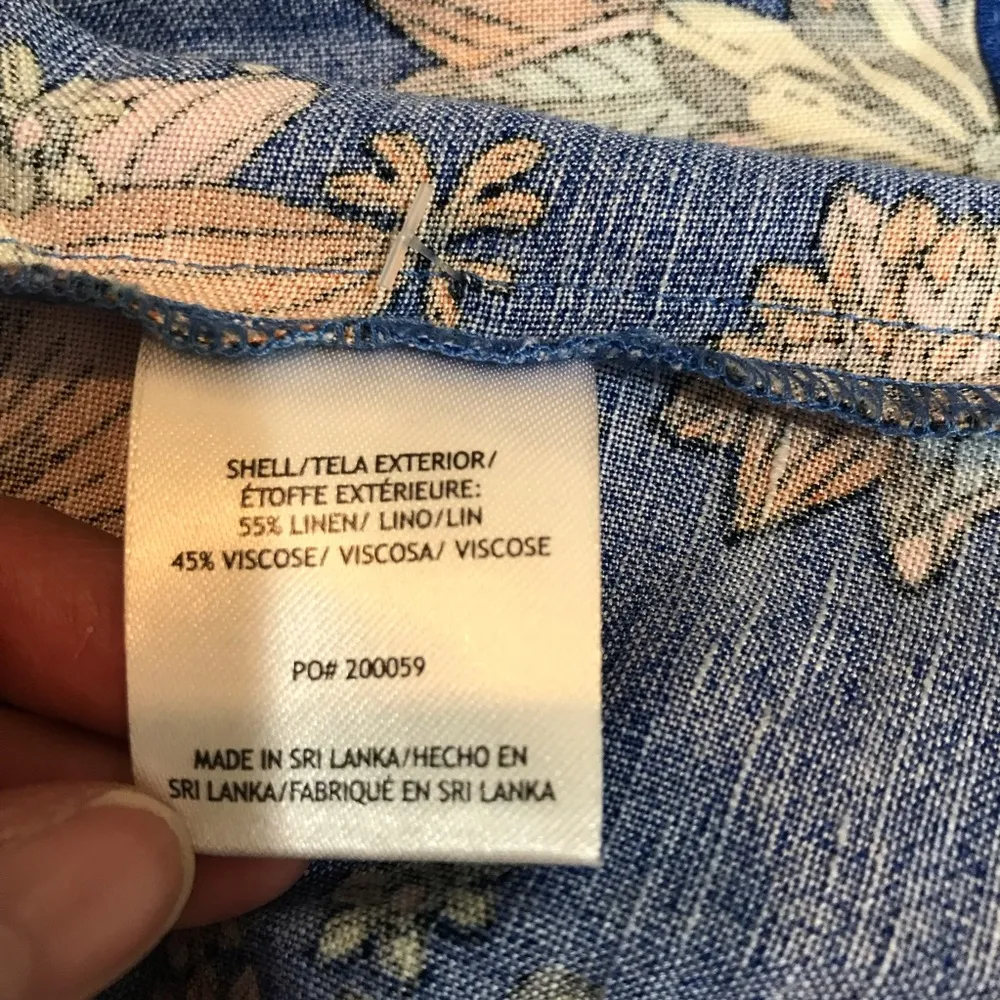 SHELL/TELA EXTERIOR/
ÉTOFFE EXTÉRIEURE:
55% LINEN/ LINO/LIN
45% VISCOSE/ VISCOSA/ VISCOSE
PO# 200059
MADE IN SRI LANKA/HECHO EN
SRI LANKA/FABRIQUÉ EN SRI LANKA